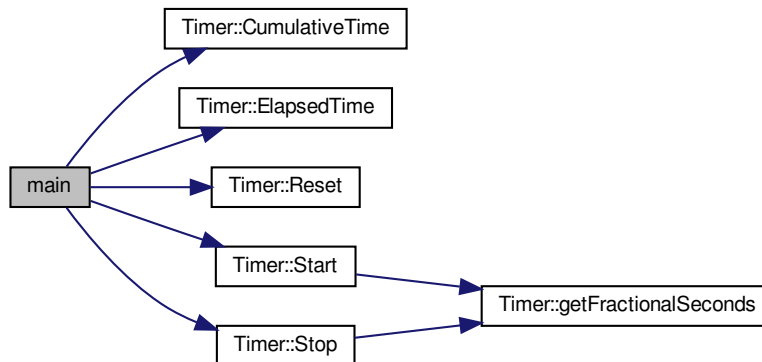 Timer::CumulativeTime
Timer::ElapsedTime
main
Timer::Reset
Timer::Start
Timer::getFractionalSeconds
Timer::Stop